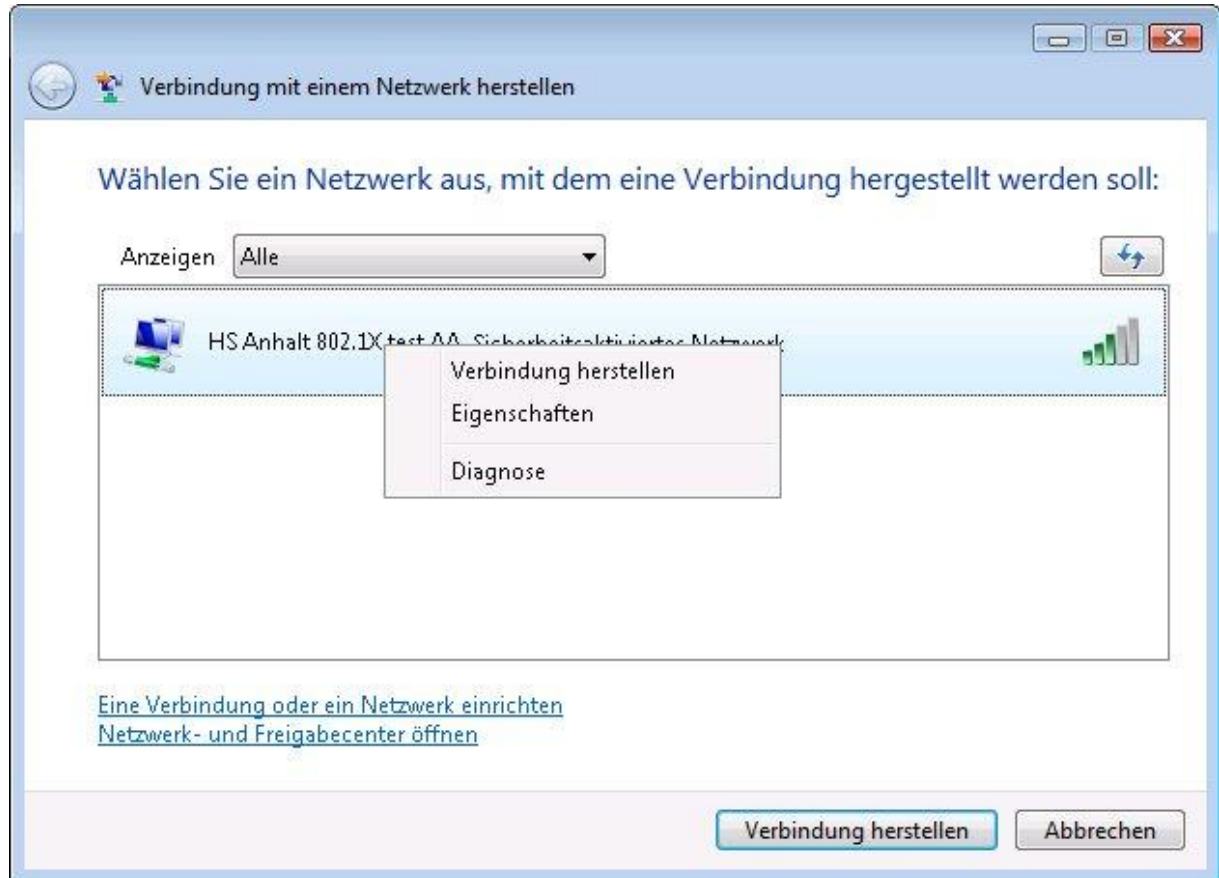 Verbindung mit einem Netzwerk herstellen
Wählen Sie ein Netzwerk aus, mit dem eine Verbindung hergestellt werden soll:
Anzeigen Alle
HS Anhalt 802.1X test AA Sicherheitsaktiviertes Netzwerk
Verbindung herstellen
Eigenschaften
Diagnose
Eine Verbindung oder ein Netzwerk einrichten
Netzwerk- und Freigabecenter öffnen
Verbindung herstellen Abbrechen